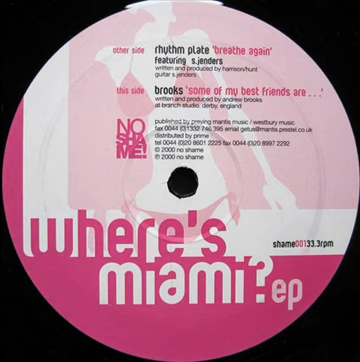 other side rhythm plate 'breathe again'
featuring s.jenders
written and produced by harrison/hunt
guitar s.jenders
this side brooks 'some of my best friends are . . .'
written and produced by andrew brooks
at branch studio: derby, england
NO
SHA
ME!
published by preying mantis music / westbury music
fax 0044 (0)1332 746 395 email getus@mantis.prestel.co.uk
distributed by prime
tel 0044 (0)20 8601 2225 fax 0044 (0)20 8997 2292
℗ 2000 no shame
© 2000 no shame
where's
shame00133.3rpm
miami? ep